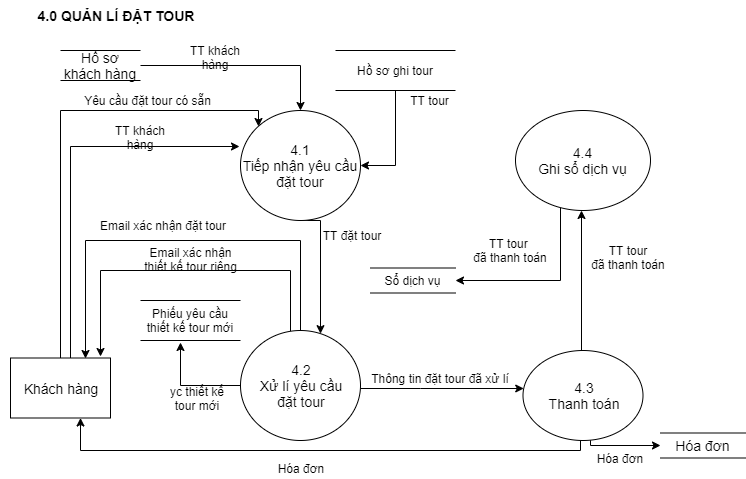 4.0 QUẢN LÍ ĐẶT TOUR
Hồ sơ
khách hàng
TT khách
hàng
Hồ sơ ghi tour
TT tour
Yêu cầu đặt tour có sẵn
TT khách
hàng
4.1
Tiếp nhận yêu cầu
đặt tour
4.4
Ghi sổ dịch vụ
Email xác nhận đặt tour
TT đặt tour
Email xác nhận
thiết kế tour riêng
TT tour
đã thanh toán
TT tour
đã thanh toán
Sổ dịch vụ
Phiếu yêu cầu
thiết kế tour mới
Khách hàng
yc thiết kế
tour mới
4.2
Xử lí yêu cầu
đặt tour
Thông tin đặt tour đã xử lí
4.3
Thanh toán
Hóa đơn
Hóa đơn
Hóa đơn